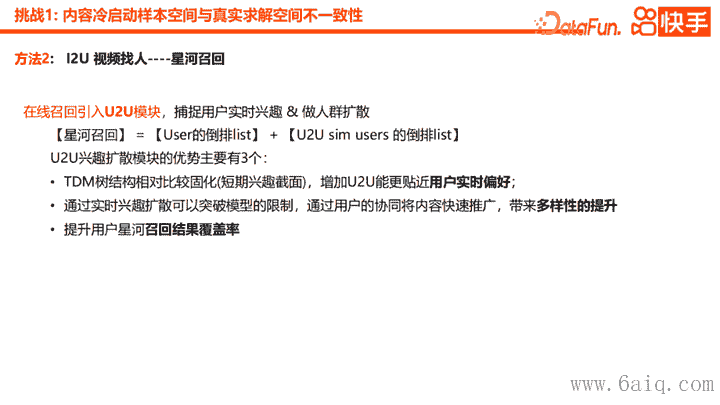 挑战1: 内容冷启动样本空间与真实求解空间不一致性
DataFun.
快手
方法2： I2U 视频找人----星河召回
在线召回引入U2U模块，捕捉用户实时兴趣 & 做人群扩散
【星河召回】 = 【User的倒排list】 + 【U2U sim users 的倒排list】
U2U兴趣扩散模块的优势主要有3个：
• TDM树结构相对比较固化(短期兴趣截面)，增加U2U能更贴近用户实时偏好；
• 通过实时兴趣扩散可以突破模型的限制，通过用户的协同将内容快速推广，带来多样性的提升
• 提升用户星河召回结果覆盖率
www.6aiq.com